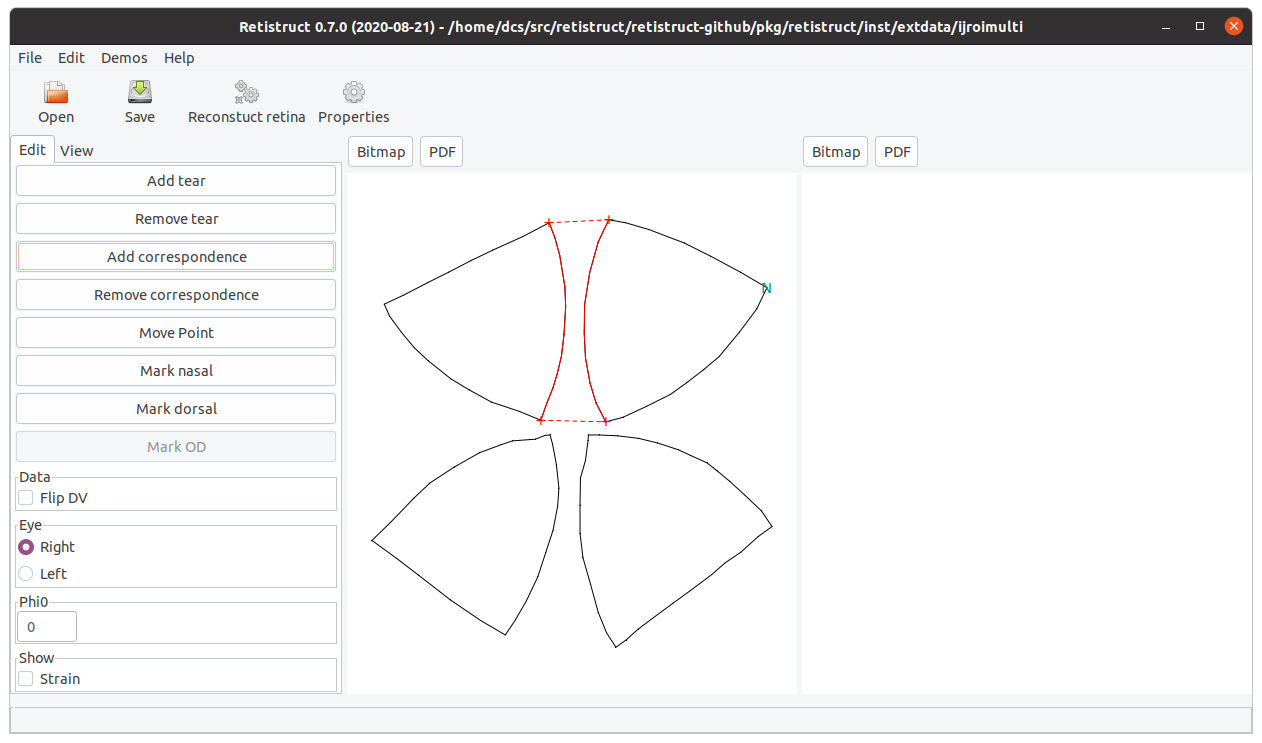 Retistruct 0.7.0 (2020-08-21) - /home/dcs/src/retistruct/retistruct-github/pkg/retistruct/inst/extdata/ijroimulti
File Edit Demos Help
Open Save Reconstuct retina Properties
Edit View Bitmap PDF Bitmap PDF
Add tear
Remove tear
Add correspondence
Remove correspondence
Move Point
Mark nasal
Mark dorsal
Mark OD
Data
Flip DV
Eye
Right
Left
Phi0
0
Show
Strain
N